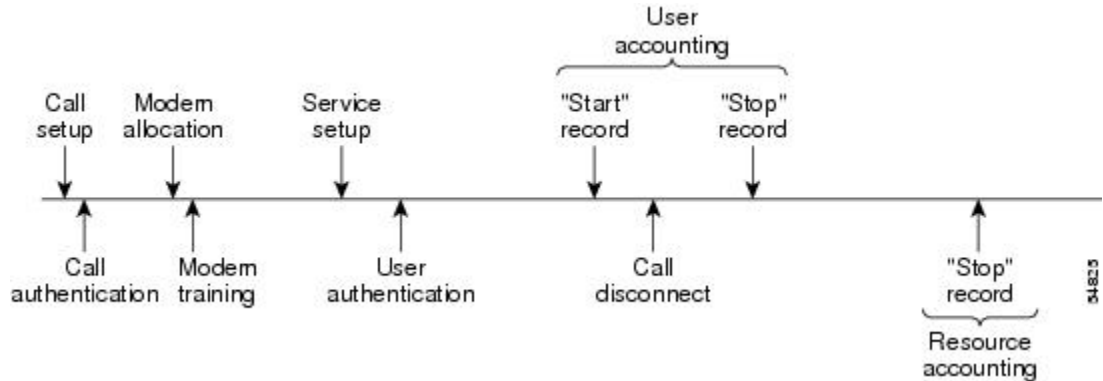 User
accounting
Call
setup
Modem
allocation
Service
setup
"Start"
record
"Stop"
record
Call
authentication
Modem
training
User
authentication
Call
disconnect
"Stop"
record
Resource
accounting
54825